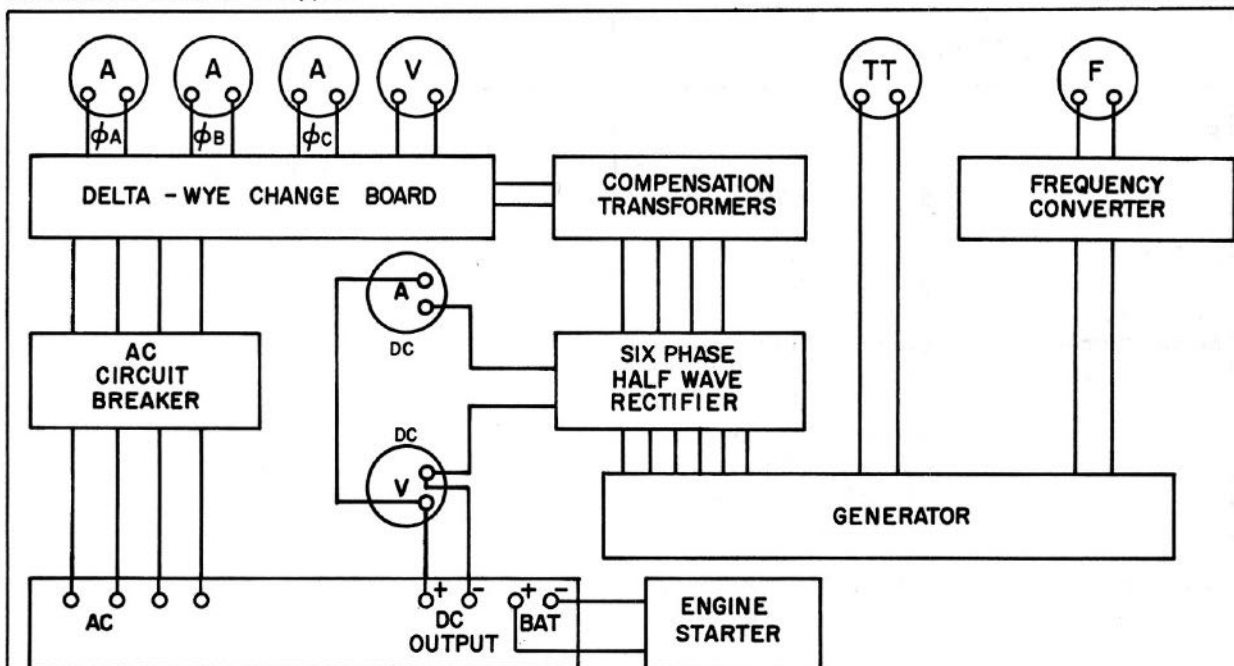 A A A V TT F
ϕA ϕB ϕC
DELTA - WYE CHANGE BOARD
COMPENSATION
TRANSFORMERS
FREQUENCY
CONVERTER
A
DC
AC
CIRCUIT
BREAKER
SIX PHASE
HALF WAVE
RECTIFIER
DC
V
GENERATOR
AC
+ -
DC
OUTPUT
+ -
BAT
ENGINE
STARTER